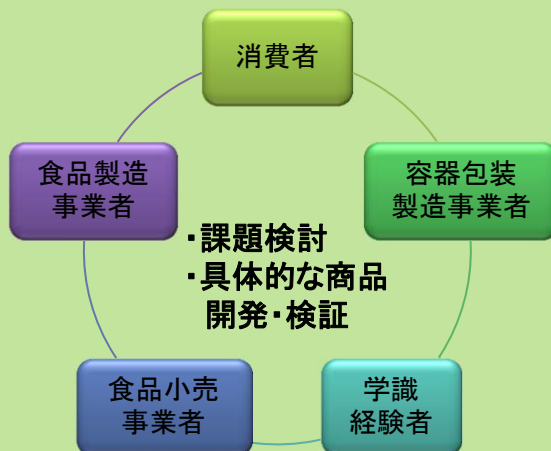 消費者
食品製造
事業者
容器包装
製造事業者
・課題検討
・具体的な商品
開発・検証
食品小売
事業者
学識
経験者